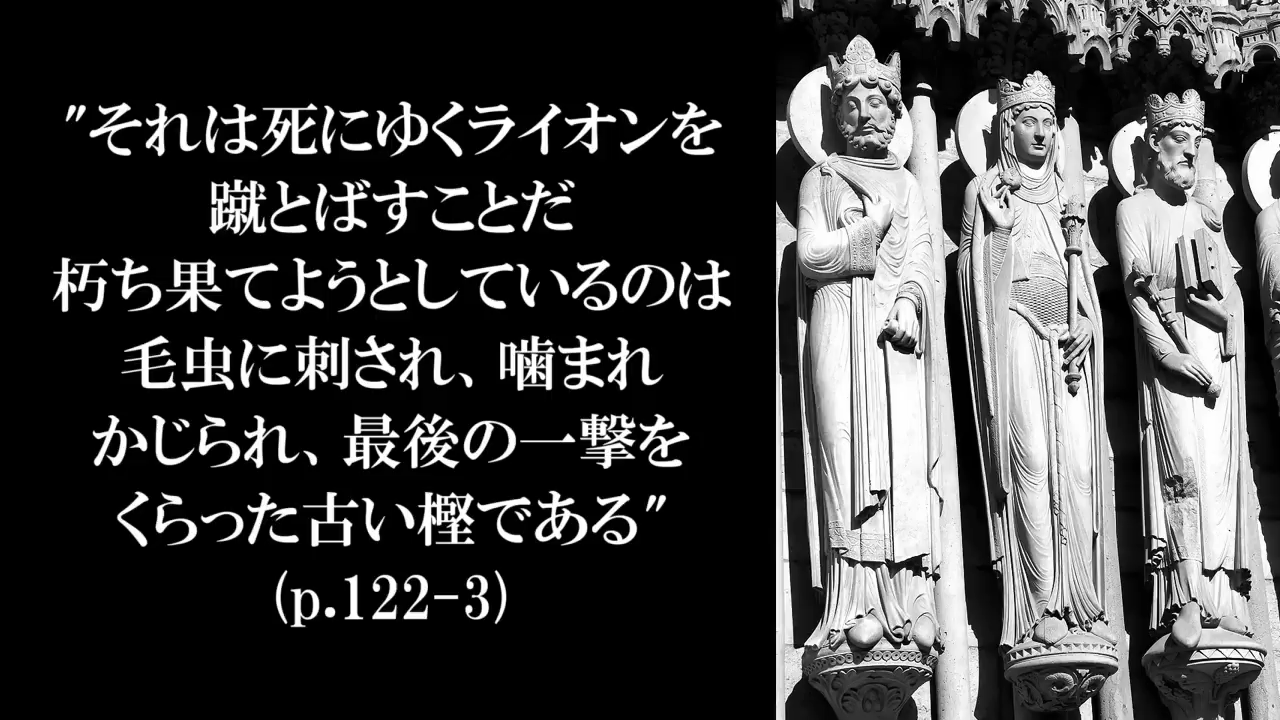 "それは死にゆくライオンを
蹴とばすことだ
朽ち果てようとしているのは
毛虫に刺され、噛まれ
かじられ、最後の一撃を
くらった古い樫である"
(p.122-3)